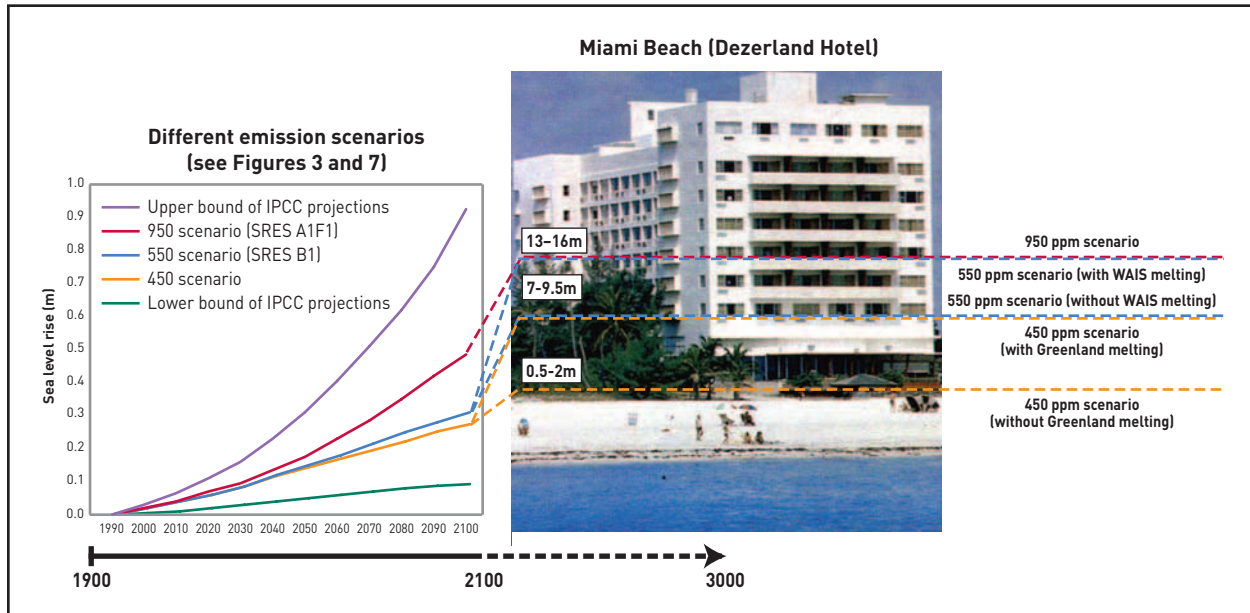 Miami Beach (Dezerland Hotel)
Different emission scenarios
(see Figures 3 and 7)
1.0
0.9
0.8
0.7
0.6
0.5
0.4
0.3
0.2
0.1
0.0
Sea level rise (m)
Upper bound of IPCC projections
950 scenario (SRES A1F1)
550 scenario (SRES B1)
450 scenario
Lower bound of IPCC projections
1990 2000 2010 2020 2030 2040 2050 2060 2070 2080 2090 2100
13–16m
7-9.5m
0.5-2m
950 ppm scenario
550 ppm scenario (with WAIS melting)
550 ppm scenario (without WAIS melting)
450 ppm scenario
(with Greenland melting)
450 ppm scenario
(without Greenland melting)
1900 2100 3000